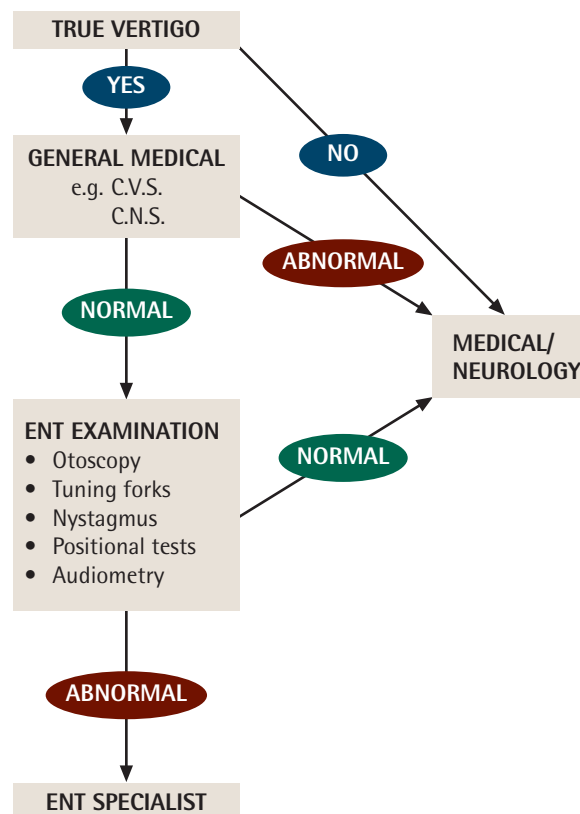 TRUE VERTIGO
YES
NO
GENERAL MEDICAL
e.g. C.V.S.
C.N.S.
ABNORMAL
NORMAL
MEDICAL/
NEUROLOGY
ENT EXAMINATION
• Otoscopy
• Tuning forks
• Nystagmus
• Positional tests
• Audiometry
NORMAL
ABNORMAL
ENT SPECIALIST